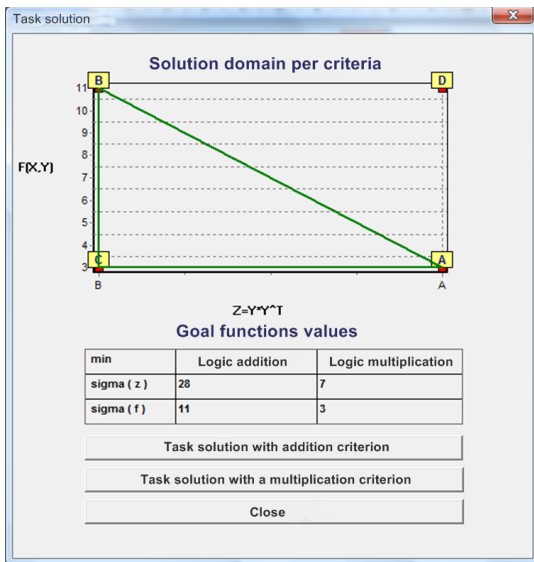 Task solution
Solution domain per criteria
B
D
11
10
9
8
F(X,Y)
7
6
5
4
C
A
3
B
A
Z=Y*Y^T
Goal functions values
min Logic addition Logic multiplication
sigma ( z ) 28 7
sigma ( f ) 11 3
Task solution with addition criterion
Task solution with a multiplication criterion
Close